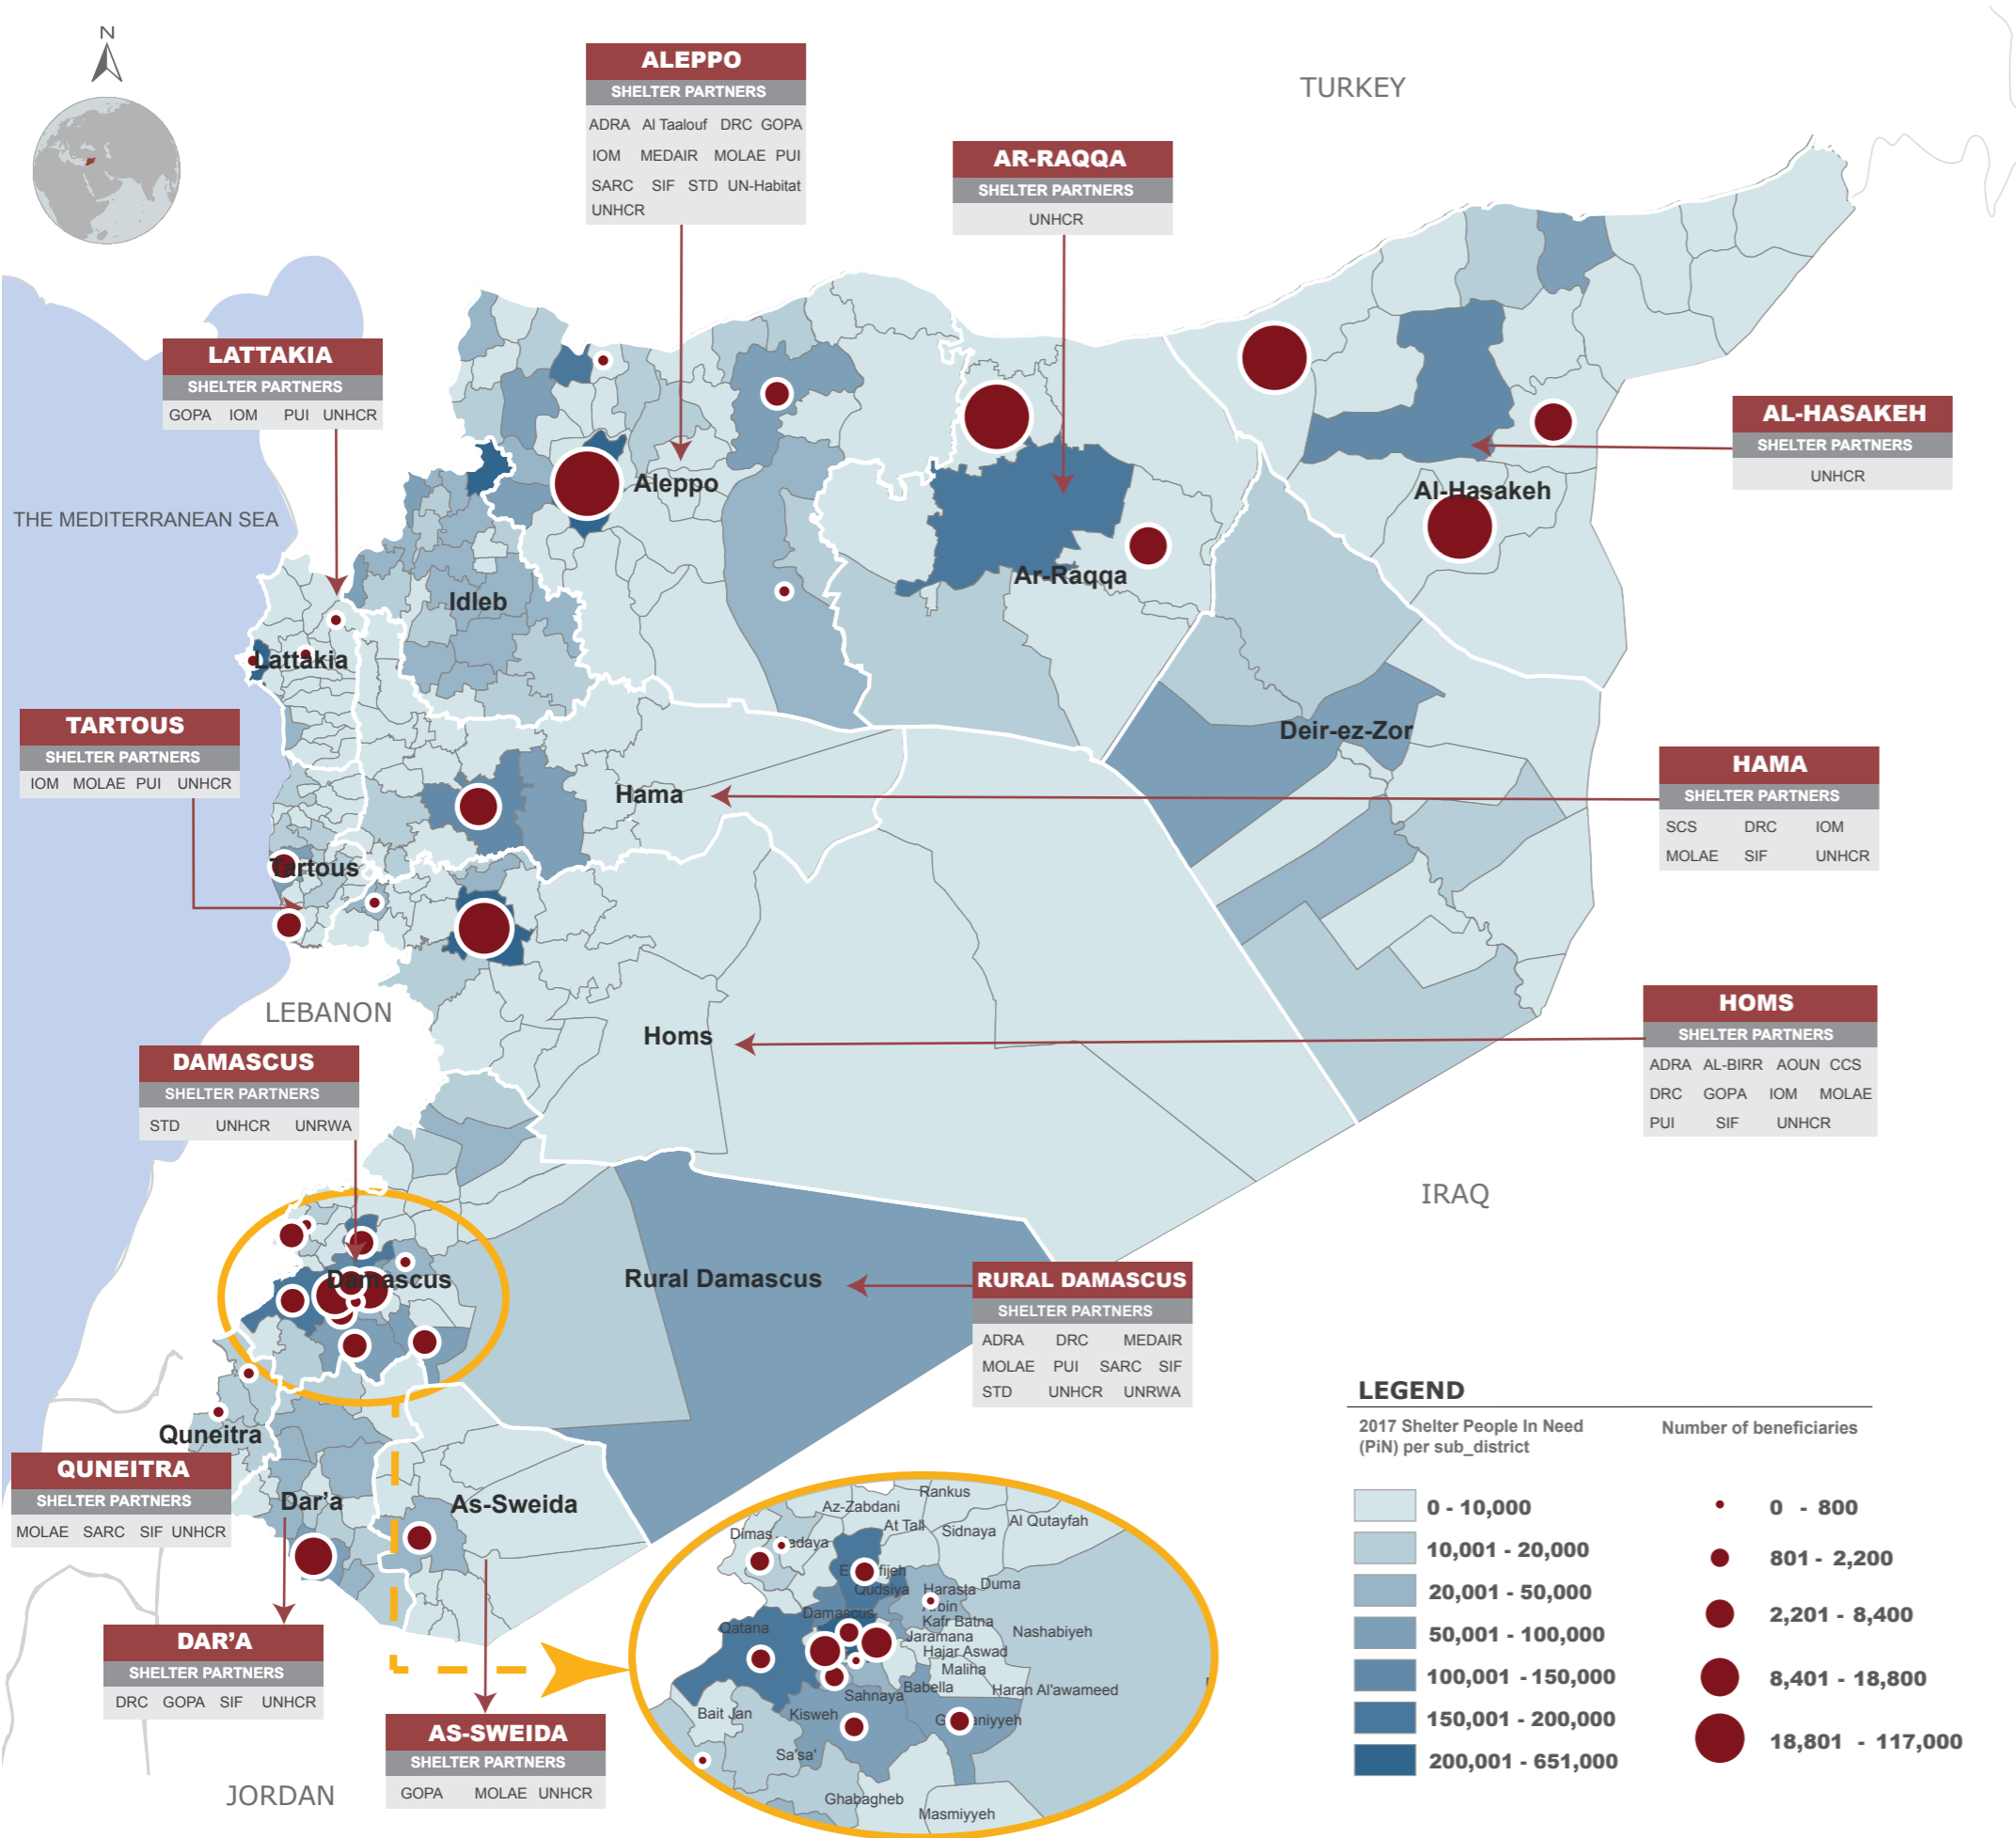 N
TURKEY
ALEPPO
SHELTER PARTNERS
ADRA Al Taalouf DRC GOPA
IOM MEDAIR MOLAE PUI
SARC SIF STD UN-Habitat
UNHCR
AR-RAQQA
SHELTER PARTNERS
UNHCR
LATTAKIA
SHELTER PARTNERS
GOPA IOM PUI UNHCR
AL-HASAKEH
SHELTER PARTNERS
UNHCR
THE MEDITERRANEAN SEA
Aleppo
Al-Hasakeh
Ar-Raqqa
Idleb
Lattakia
TARTOUS
SHELTER PARTNERS
IOM MOLAE PUI UNHCR
Deir-ez-Zor
Hama
HAMA
SHELTER PARTNERS
SCS DRC IOM
MOLAE SIF UNHCR
Tartous
LEBANON
Homs
HOMS
SHELTER PARTNERS
ADRA AL-BIRR AOUN CCS
DRC GOPA IOM MOLAE
PUI SIF UNHCR
DAMASCUS
SHELTER PARTNERS
STD UNHCR UNRWA
IRAQ
Damascus
Rural Damascus
RURAL DAMASCUS
SHELTER PARTNERS
ADRA DRC MEDAIR
MOLAE PUI SARC SIF
STD UNHCR UNRWA
Quneitra
QUNEITRA
SHELTER PARTNERS
MOLAE SARC SIF UNHCR
Dar'a
As-Sweida
DAR'A
SHELTER PARTNERS
DRC GOPA SIF UNHCR
AS-SWEIDA
SHELTER PARTNERS
GOPA MOLAE UNHCR
JORDAN
Rankus
Az-Zabdani
At Tall
Al Qutayfah
Dimas
Sidnaya
Qudsiya
Harasta
Duma
Damascus
Kafr Batna
Qatana
Jaramana
Nashabiyeh
Hajar Aswad
Maliha
Babella
Haran Al'awameed
Sahnaya
Bait Jan
Kisweh
Sa'sa'
Ghabagheb
Masmiyyeh
LEGEND
2017 Shelter People In Need
(PiN) per sub_district
0 - 10,000
10,001 - 20,000
20,001 - 50,000
50,001 - 100,000
100,001 - 150,000
150,001 - 200,000
200,001 - 651,000
Number of beneficiaries
0 - 800
801 - 2,200
2,201 - 8,400
8,401 - 18,800
18,801 - 117,000